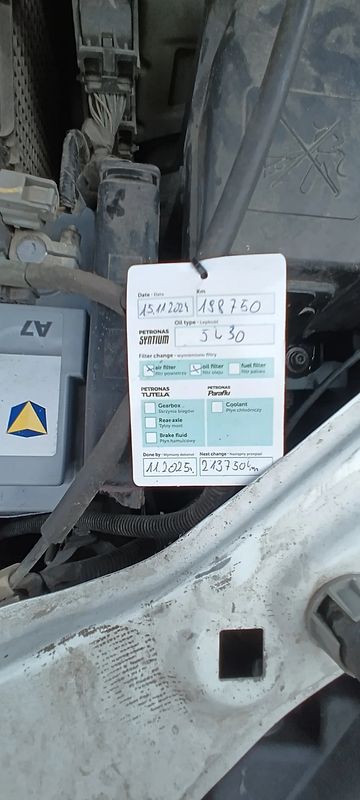 A7
Date - Data
Km
15.11.2024
198750
Oil type - Lepkość
PETRONAS
SYNTIUM
5W30
Filter change - wymieniono filtry
air filter
filtr powietrza
oil filter
filtr oleju
fuel filter
filtr paliwa
PETRONAS
TUTELA
PETRONAS
Paraflu
Gearbox
Skrzynia biegów
Coolant
Płyn chłodniczy
Rear axle
Tylny most
Brake fluid
Płyn hamulcowy
Done by - Wymiany dokonał
Next change - Następny przegląd
11.2025r.
213750km